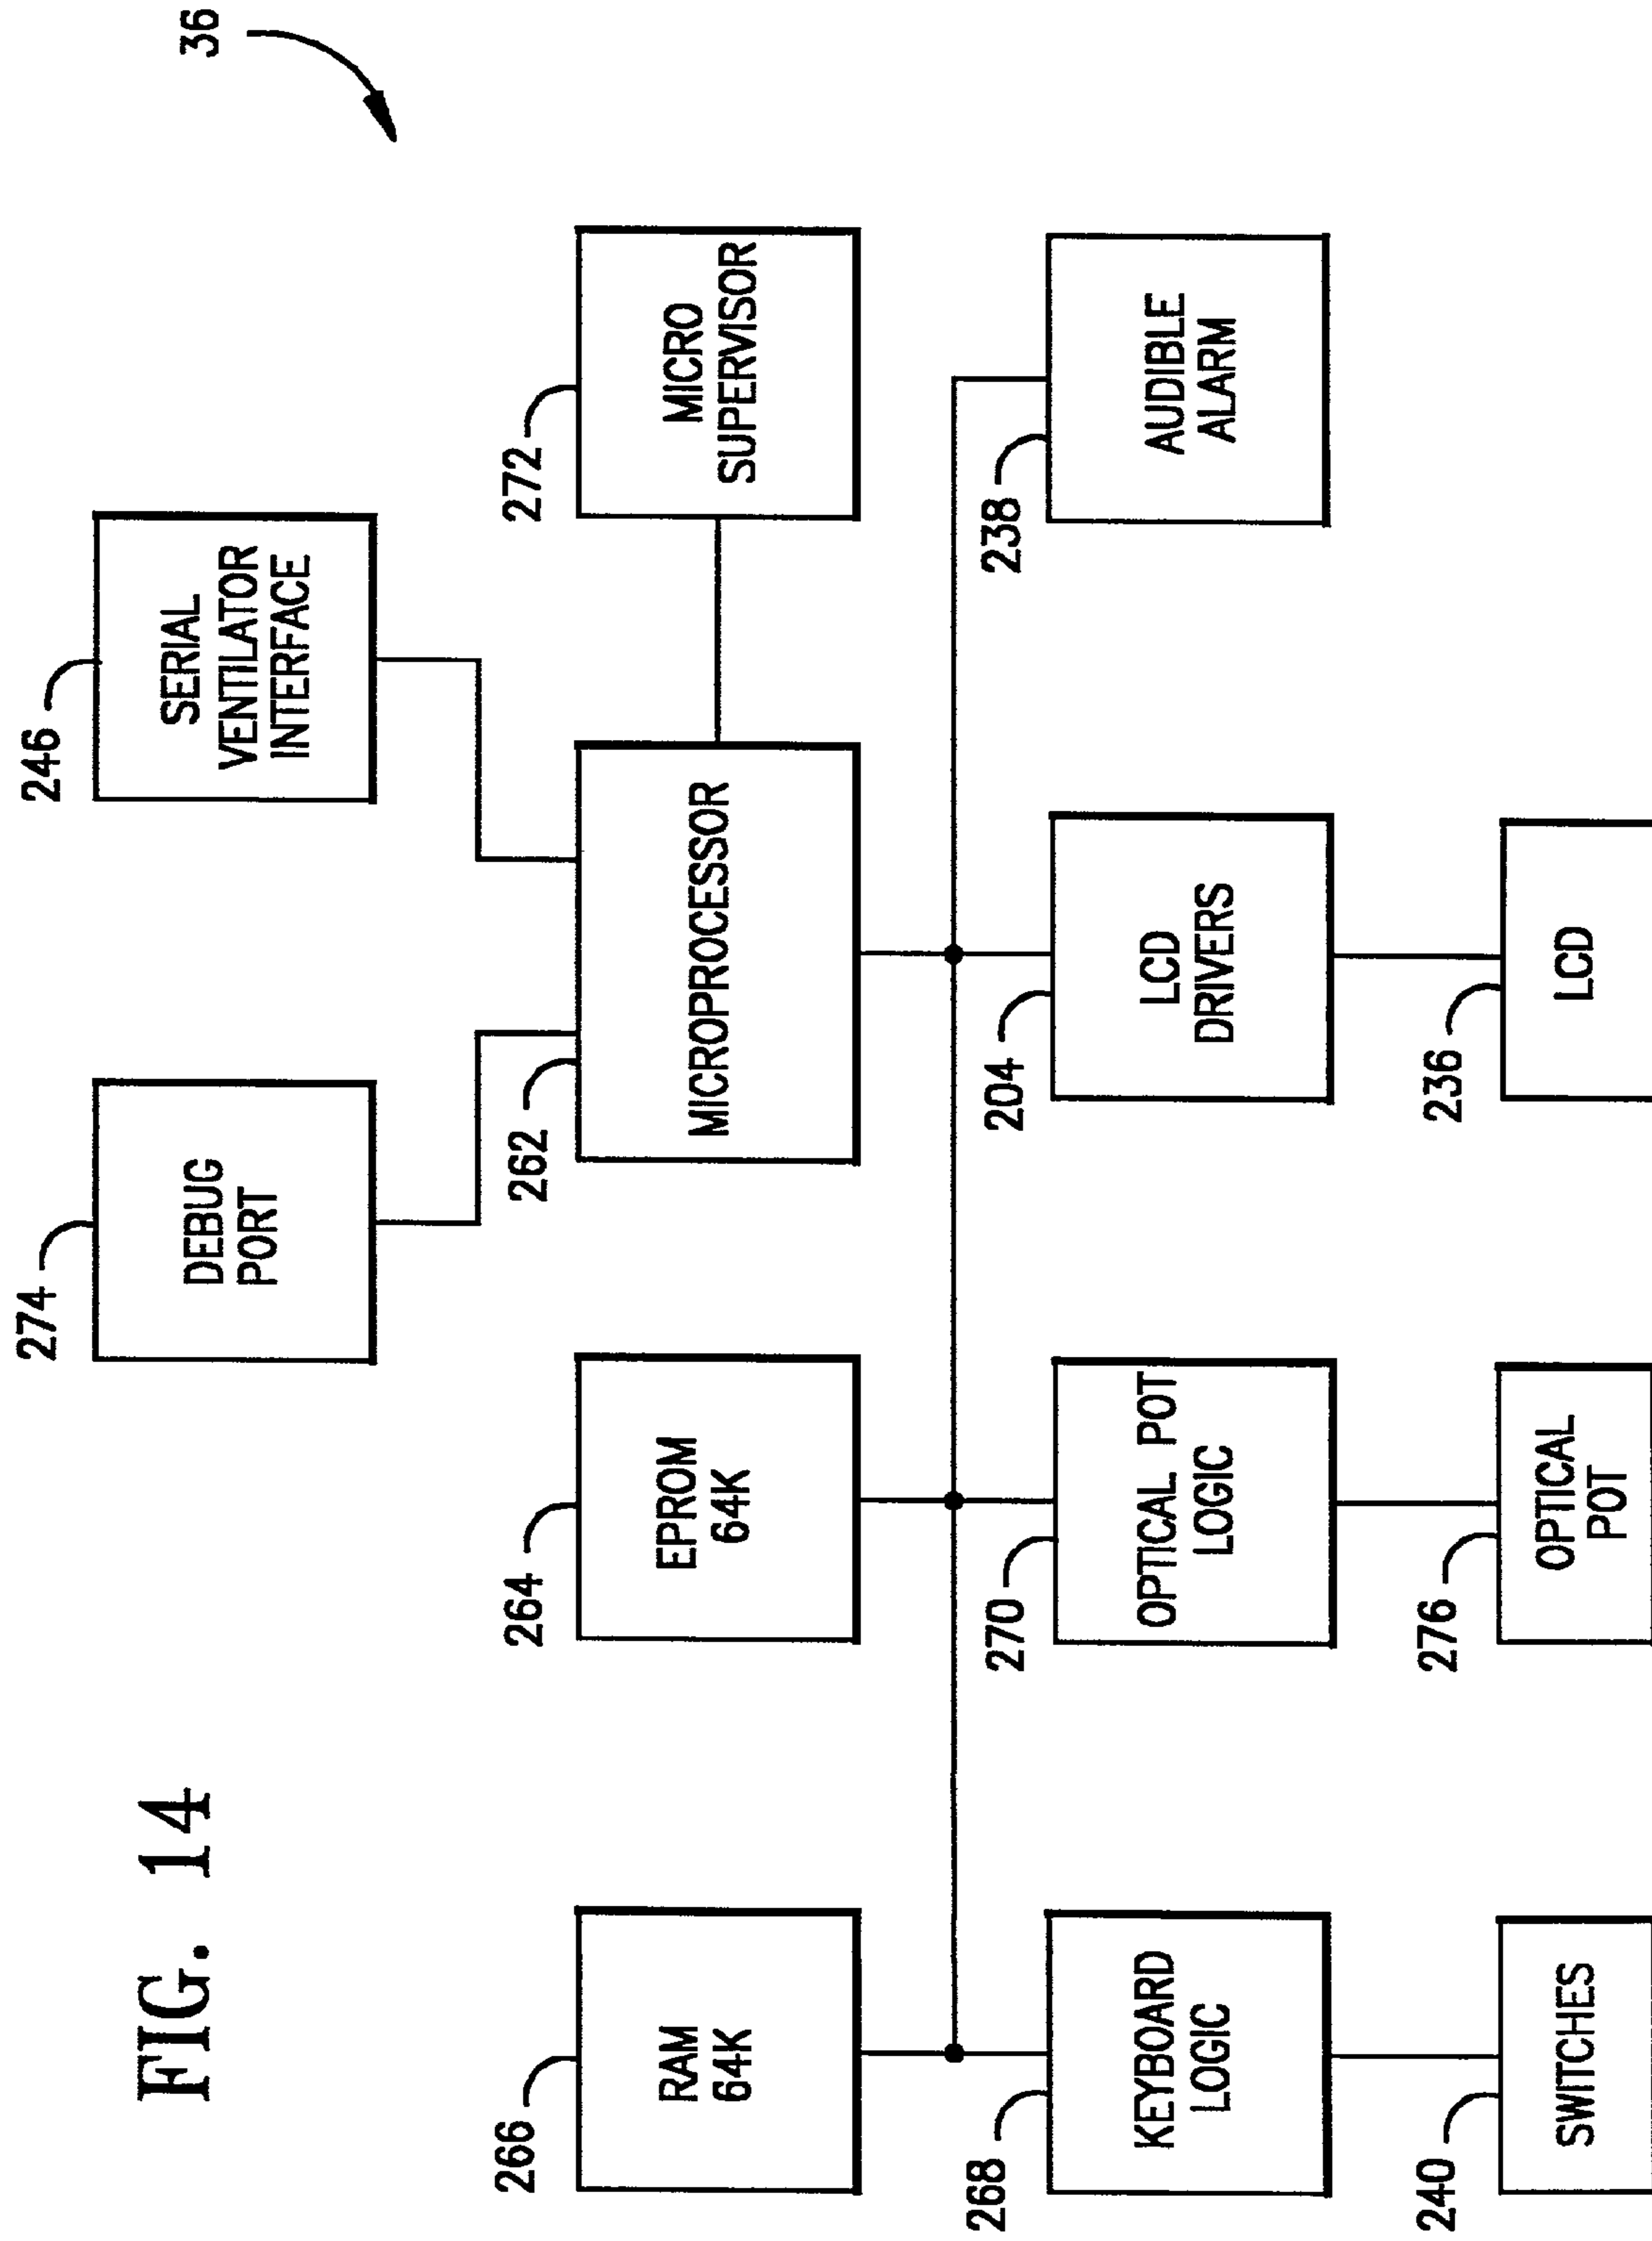 FIG. 14
36
274
DEBUG
PORT
246
SERIAL
VENTILATOR
INTERFACE
266
RAM
64K
264
EPROM
64K
262
MICROPROCESSOR
272
MICRO
SUPERVISOR
268
KEYBOARD
LOGIC
270
OPTICAL POT
LOGIC
204
LCD
DRIVERS
238
AUDIBLE
ALARM
240
SWITCHES
276
OPTICAL
POT
236
LCD